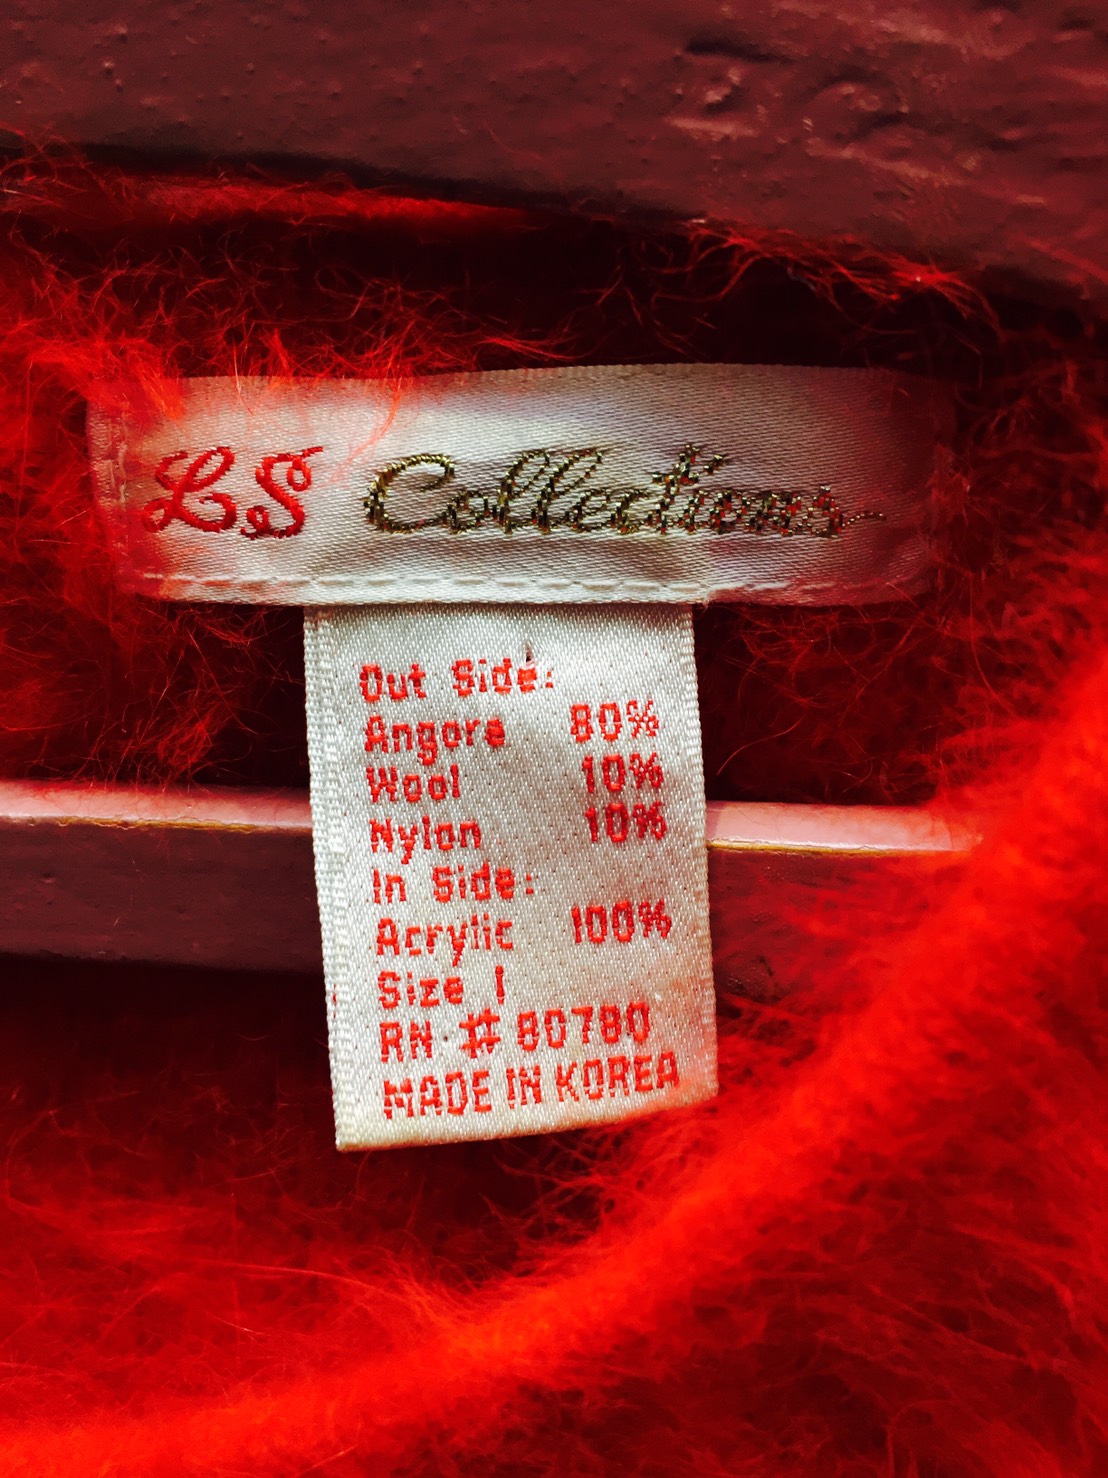 LS Collections
Out Side:
Angora 80%
Wool 10%
Nylon 10%
In Side:
Acrylic 100%
Size 1
RN # 80780
MADE IN KOREA